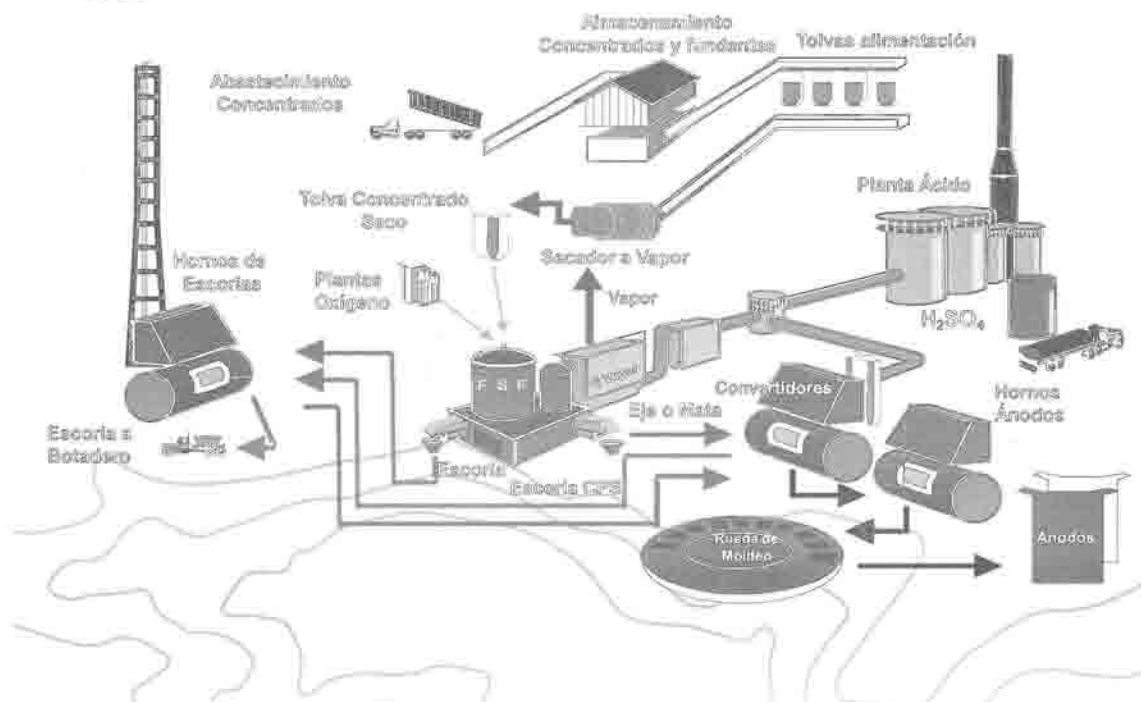 Almacenamiento
Concentrados y fundentes
Tolvas alimentación
Abastecimiento
Concentrados
Planta Ácido
Tolva Concentrado
Seco
Secador a Vapor
Hornos de
Escorias
Plantas
Oxígeno
Vapor
H₂SO₄
F S F
Convertidores
Hornos
Ánodos
Eje o Mata
Escoria a
Botadero
Escoria
Escoria CPS
Rueda de
Moldeo
Ánodos